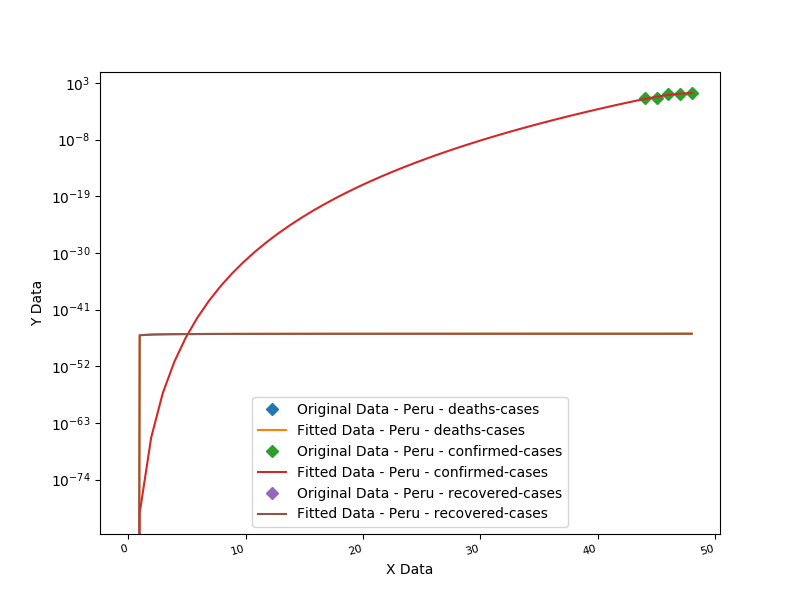 10^3
10^−8
10^−19
10^−30
10^−41
10^−52
10^−63
10^−74
Y Data
Original Data - Peru - deaths-cases
Fitted Data - Peru - deaths-cases
Original Data - Peru - confirmed-cases
Fitted Data - Peru - confirmed-cases
Original Data - Peru - recovered-cases
Fitted Data - Peru - recovered-cases
0 10 20 30 40 50
X Data